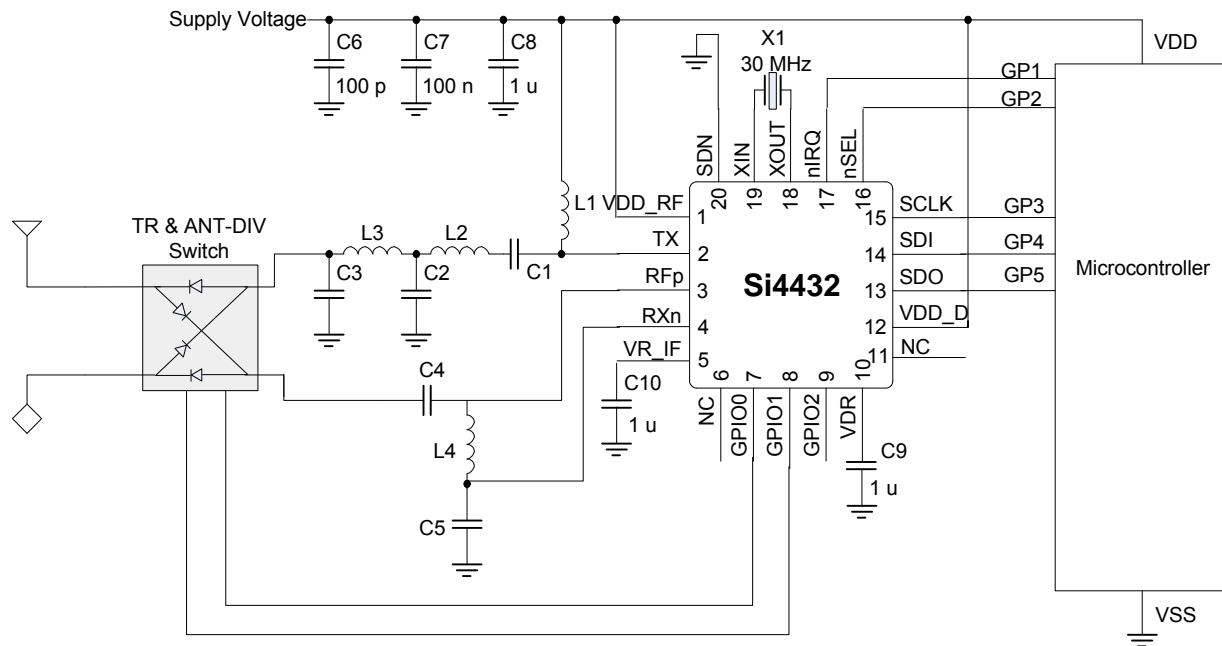 Supply Voltage
C6
100 p
C7
100 n
C8
1 u
X1
30 MHz
VDD
GP1
GP2
SDN
XIN
XOUT
nIRQ
nSEL
20
19
18
17
16
L1
VDD_RF
1
TX
2
RFp
3
RXn
4
VR_IF
5
Si4432
15
SCLK
GP3
14
SDI
GP4
13
SDO
GP5
12
VDD_D
11
NC
Microcontroller
TR & ANT-DIV
Switch
L3
L2
C3
C2
C1
C4
L4
C5
C10
1 u
6
7
8
9
10
NC
GPIO0
GPIO1
GPIO2
VDR
C9
1 u
VSS